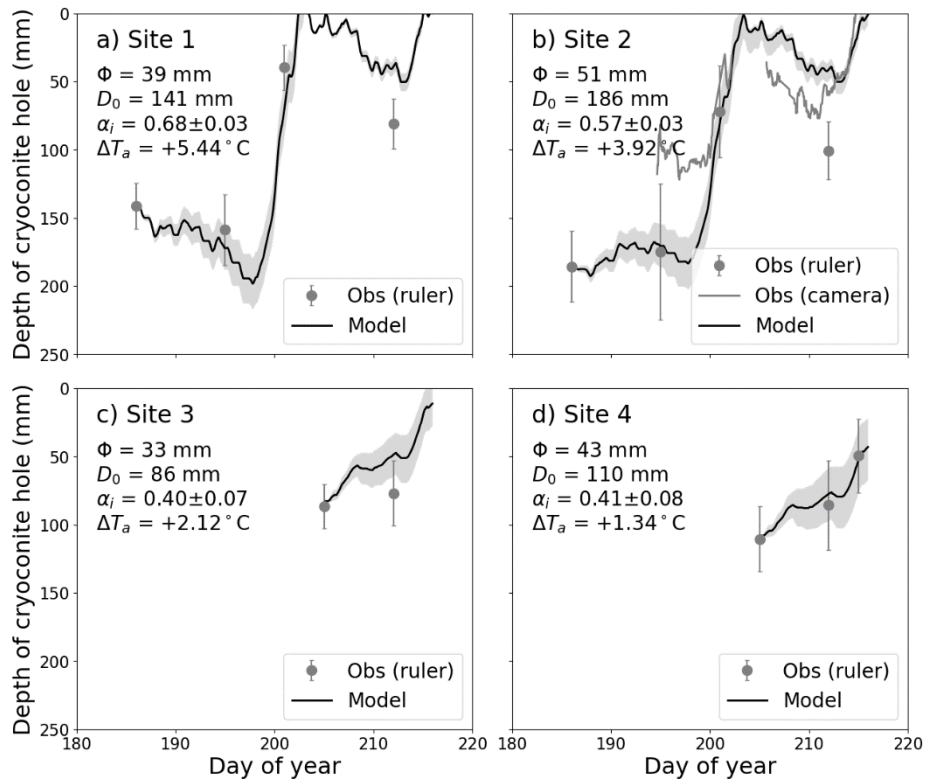 a) Site 1
Φ = 39 mm
D₀ = 141 mm
αᵢ = 0.68±0.03
ΔTₐ = +5.44°C
Obs (ruler)
Model
0
50
100
150
200
250
Depth of cryoconite hole (mm)
b) Site 2
Φ = 51 mm
D₀ = 186 mm
αᵢ = 0.57±0.03
ΔTₐ = +3.92°C
Obs (ruler)
Obs (camera)
Model
c) Site 3
Φ = 33 mm
D₀ = 86 mm
αᵢ = 0.40±0.07
ΔTₐ = +2.12°C
Obs (ruler)
Model
0
50
100
150
200
250
Depth of cryoconite hole (mm)
180
190
200
210
220
Day of year
d) Site 4
Φ = 43 mm
D₀ = 110 mm
αᵢ = 0.41±0.08
ΔTₐ = +1.34°C
Obs (ruler)
Model
180
190
200
210
220
Day of year